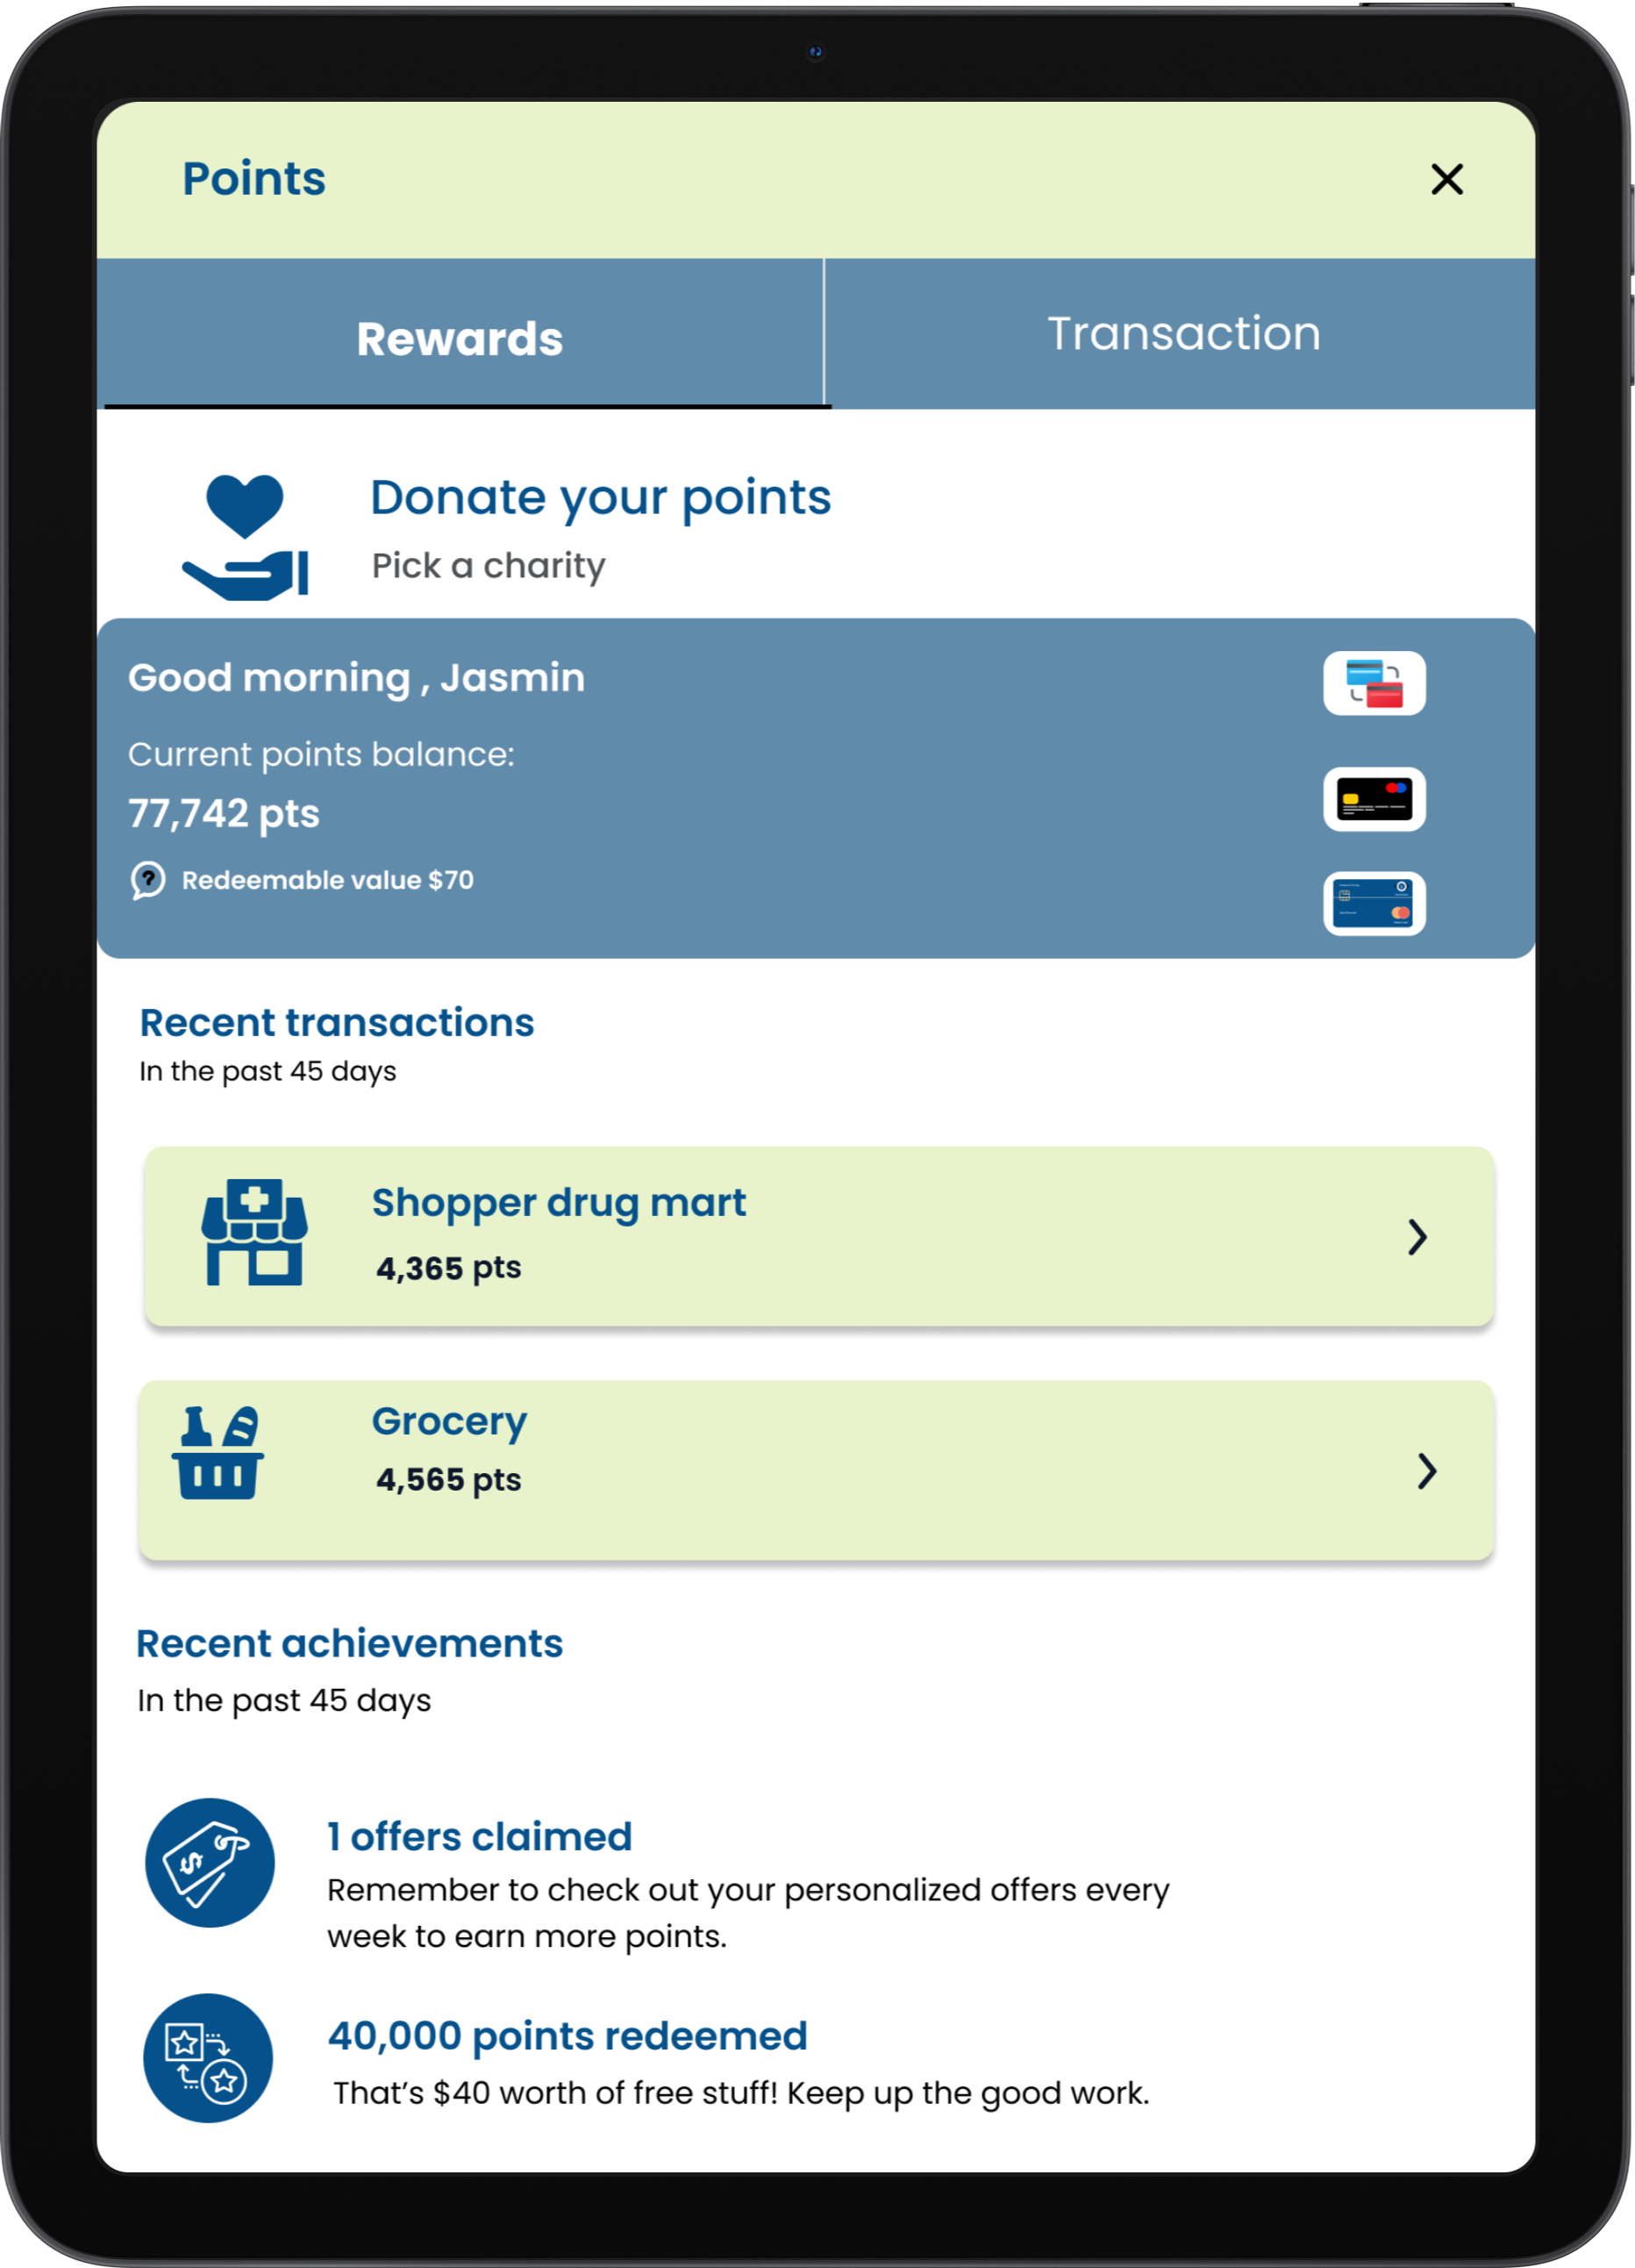 Points
Rewards
Transaction
Donate your points
Pick a charity
Good morning , Jasmin
Current points balance:
77,742 pts
? Redeemable value $70
Recent transactions
In the past 45 days
Shopper drug mart
4,365 pts
Grocery
4,565 pts
Recent achievements
In the past 45 days
1 offers claimed
Remember to check out your personalized offers every
week to earn more points.
40,000 points redeemed
That's $40 worth of free stuff! Keep up the good work.